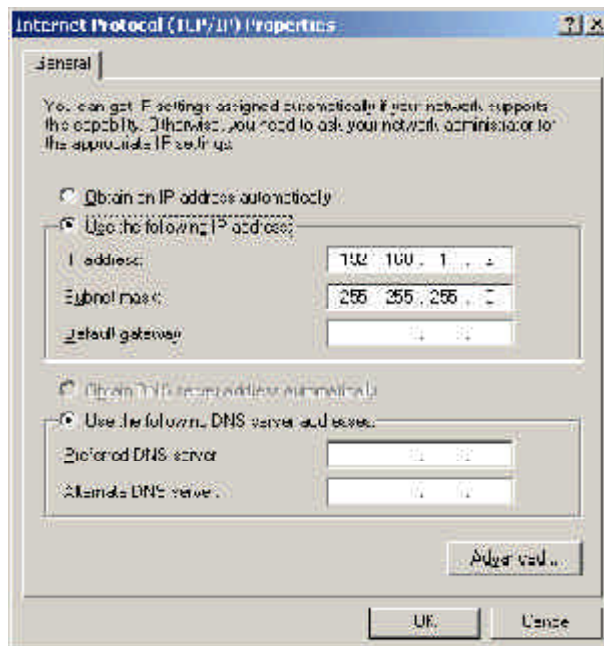 Internet Protocol (TCP/IP) Properties
General
You can get IP settings assigned automatically if your network supports
this capability. Otherwise, you need to ask your network administrator for
the appropriate IP settings.
Obtain an IP address automatically
Use the following IP address:
IP address:
192 . 168 . 1 .
Subnet mask:
255 . 255 . 255 .
Default gateway:
Obtain DNS server address automatically
Use the following DNS server addresses:
Preferred DNS server:
Alternate DNS server:
Advanced...
OK
Cancel